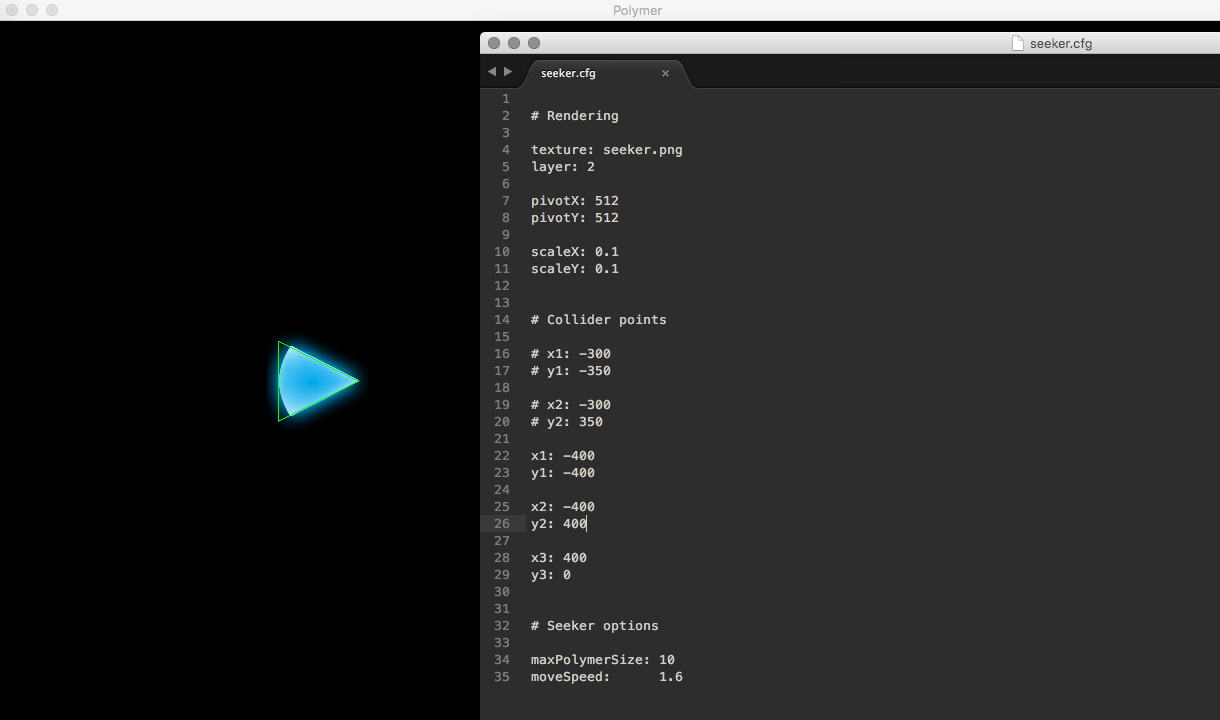 Polymer
seeker.cfg
seeker.cfg ×
1
2 # Rendering
3
4 texture: seeker.png
5 layer: 2
6
7 pivotX: 512
8 pivotY: 512
9
10 scaleX: 0.1
11 scaleY: 0.1
12
13
14 # Collider points
15
16 # x1: -300
17 # y1: -350
18
19 # x2: -300
20 # y2: 350
21
22 x1: -400
23 y1: -400
24
25 x2: -400
26 y2: 400
27
28 x3: 400
29 y3: 0
30
31
32 # Seeker options
33
34 maxPolymerSize: 10
35 moveSpeed:      1.6